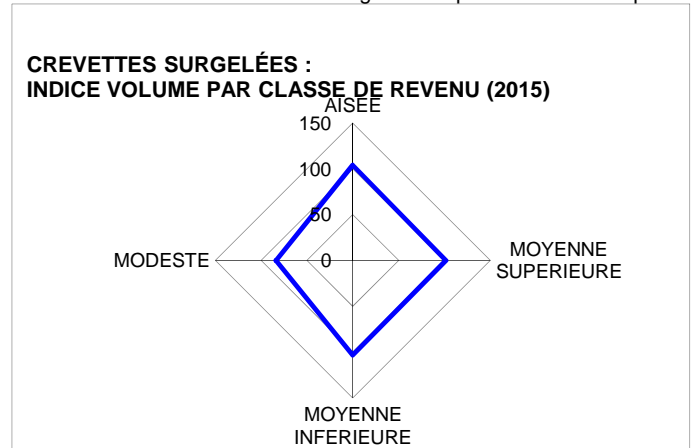 CREVETTES SURGELÉES :
INDICE VOLUME PAR CLASSE DE REVENU (2015)
AISEE
150
100
50
0
MODESTE
MOYENNE
SUPERIEURE
MOYENNE
INFERIEURE